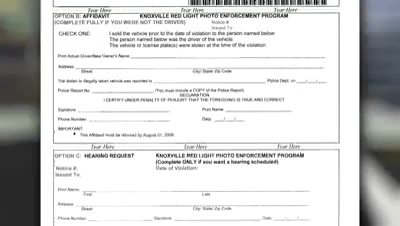 Tear Here Tear Here Tear Here
OPTION B: AFFIDAVIT KNOXVILLE RED LIGHT PHOTO ENFORCEMENT PROGRAM
(COMPLETE FULLY IF YOU WERE NOT THE DRIVER) Notice #:
Issued To:
CHECK ONE: I sold the vehicle prior to the date of violation to the person named below
The person named below was the driver of the vehicle.
The vehicle or license plate(s) were stolen at the time of the violation.
Print Actual Driver/New Owner's Name
Address
Street City/ State/ Zip Code
The stolen or illegally taken vehicle was reported to Police Dept. on
Police Report No. (You must include a COPY of the Police Report)
DECLARATION
I CERTIFY UNDER PENALTY OF PERJURY THAT THE FOREGOING IS TRUE AND CORRECT
Signature Print Name
Phone Number Date
IMPORTANT
This Affidavit must be returned by August 01, 2008
Tear Here Tear Here Tear Here
OPTION C: HEARING REQUEST KNOXVILLE RED LIGHT PHOTO ENFORCEMENT PROGRAM
(Complete ONLY if you want a hearing scheduled*)
Notice #: Date of Violation:
Issued To:
Print Name:
First Last
Address
Street City/ State/ Zip Code
Phone Number Signature Date